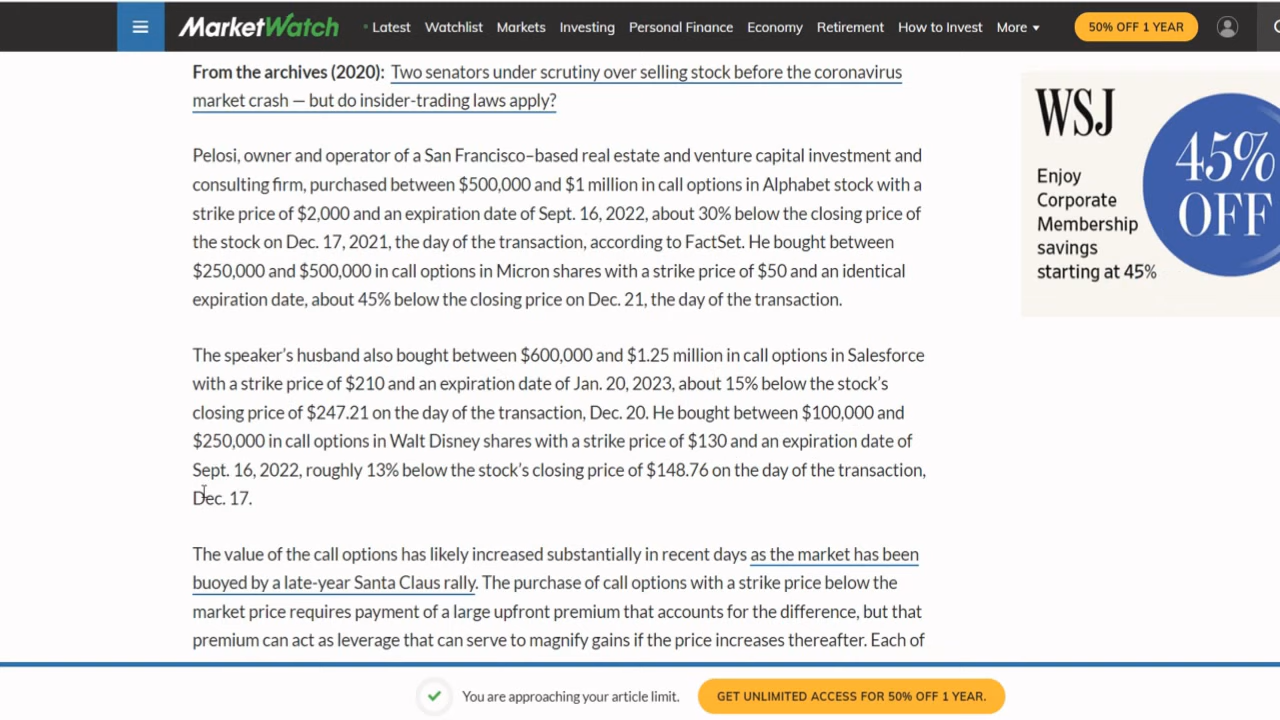 MarketWatch
Latest Watchlist Markets Investing Personal Finance Economy Retirement How to Invest More
50% OFF 1 YEAR
From the archives (2020): Two senators under scrutiny over selling stock before the coronavirus
market crash — but do insider-trading laws apply?
Pelosi, owner and operator of a San Francisco–based real estate and venture capital investment and
consulting firm, purchased between $500,000 and $1 million in call options in Alphabet stock with a
strike price of $2,000 and an expiration date of Sept. 16, 2022, about 30% below the closing price of
the stock on Dec. 17, 2021, the day of the transaction, according to FactSet. He bought between
$250,000 and $500,000 in call options in Micron shares with a strike price of $50 and an identical
expiration date, about 45% below the closing price on Dec. 21, the day of the transaction.
The speaker’s husband also bought between $600,000 and $1.25 million in call options in Salesforce
with a strike price of $210 and an expiration date of Jan. 20, 2023, about 15% below the stock’s
closing price of $247.21 on the day of the transaction, Dec. 20. He bought between $100,000 and
$250,000 in call options in Walt Disney shares with a strike price of $130 and an expiration date of
Sept. 16, 2022, roughly 13% below the stock’s closing price of $148.76 on the day of the transaction,
Dec. 17.
The value of the call options has likely increased substantially in recent days as the market has been
buoyed by a late-year Santa Claus rally. The purchase of call options with a strike price below the
market price requires payment of a large upfront premium that accounts for the difference, but that
premium can act as leverage that can serve to magnify gains if the price increases thereafter. Each of
WSJ
Enjoy
Corporate
Membership
savings
starting at 45%
45%
OFF
You are approaching your article limit.
GET UNLIMITED ACCESS FOR 50% OFF 1 YEAR.